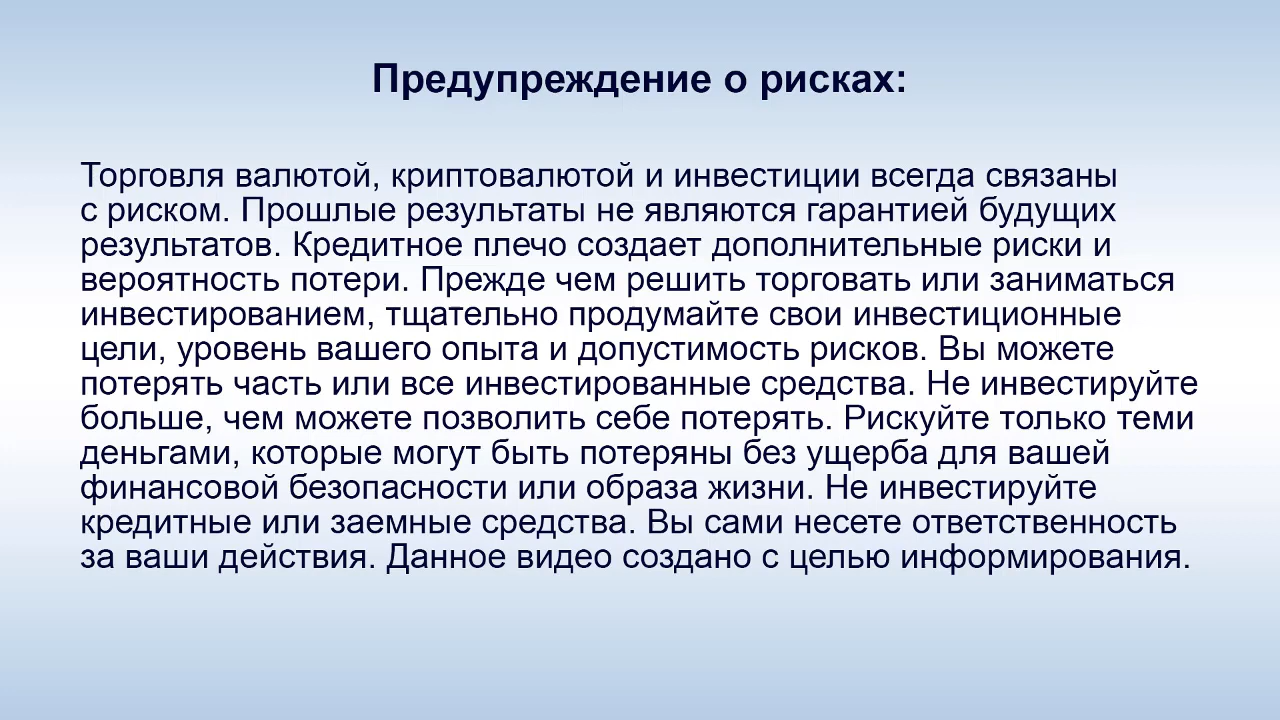 Предупреждение о рисках:
Торговля валютой, криптовалютой и инвестиции всегда связаны
с риском. Прошлые результаты не являются гарантией будущих
результатов. Кредитное плечо создает дополнительные риски и
вероятность потери. Прежде чем решить торговать или заниматься
инвестированием, тщательно продумайте свои инвестиционные
цели, уровень вашего опыта и допустимость рисков. Вы можете
потерять часть или все инвестированные средства. Не инвестируйте
больше, чем можете позволить себе потерять. Рискуйте только теми
деньгами, которые могут быть потеряны без ущерба для вашей
финансовой безопасности или образа жизни. Не инвестируйте
кредитные или заемные средства. Вы сами несете ответственность
за ваши действия. Данное видео создано с целью информирования.